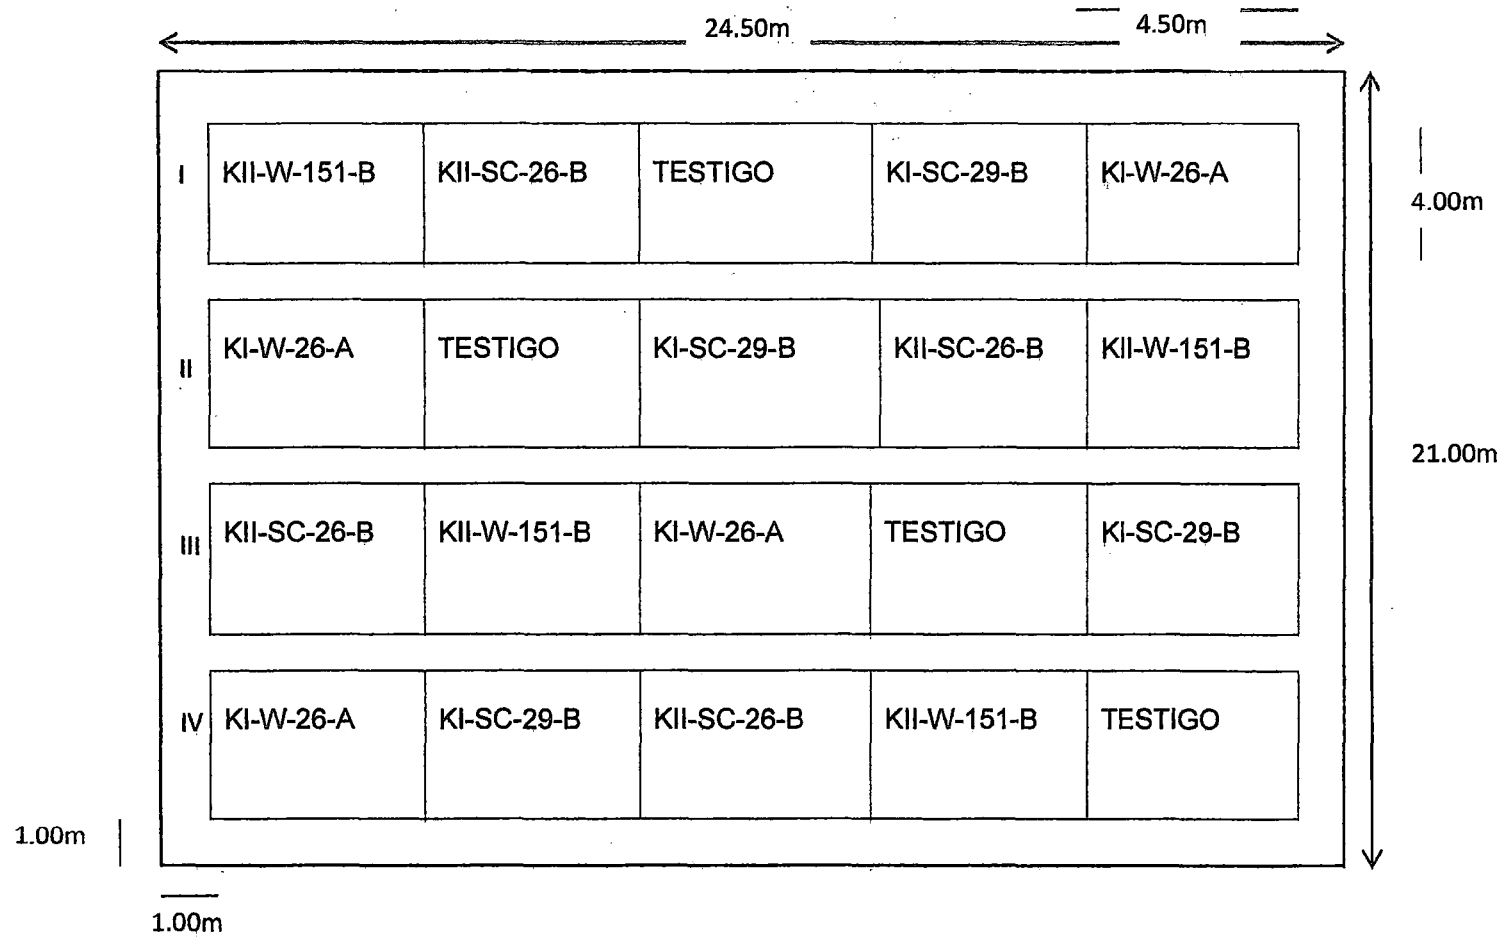 24.50m 4.50m
I KII-W-151-B KII-SC-26-B TESTIGO KI-SC-29-B KI-W-26-A
4.00m
II KI-W-26-A TESTIGO KI-SC-29-B KII-SC-26-B KII-W-151-B
21.00m
III KII-SC-26-B KII-W-151-B KI-W-26-A TESTIGO KI-SC-29-B
IV KI-W-26-A KI-SC-29-B KII-SC-26-B KII-W-151-B TESTIGO
1.00m
1.00m